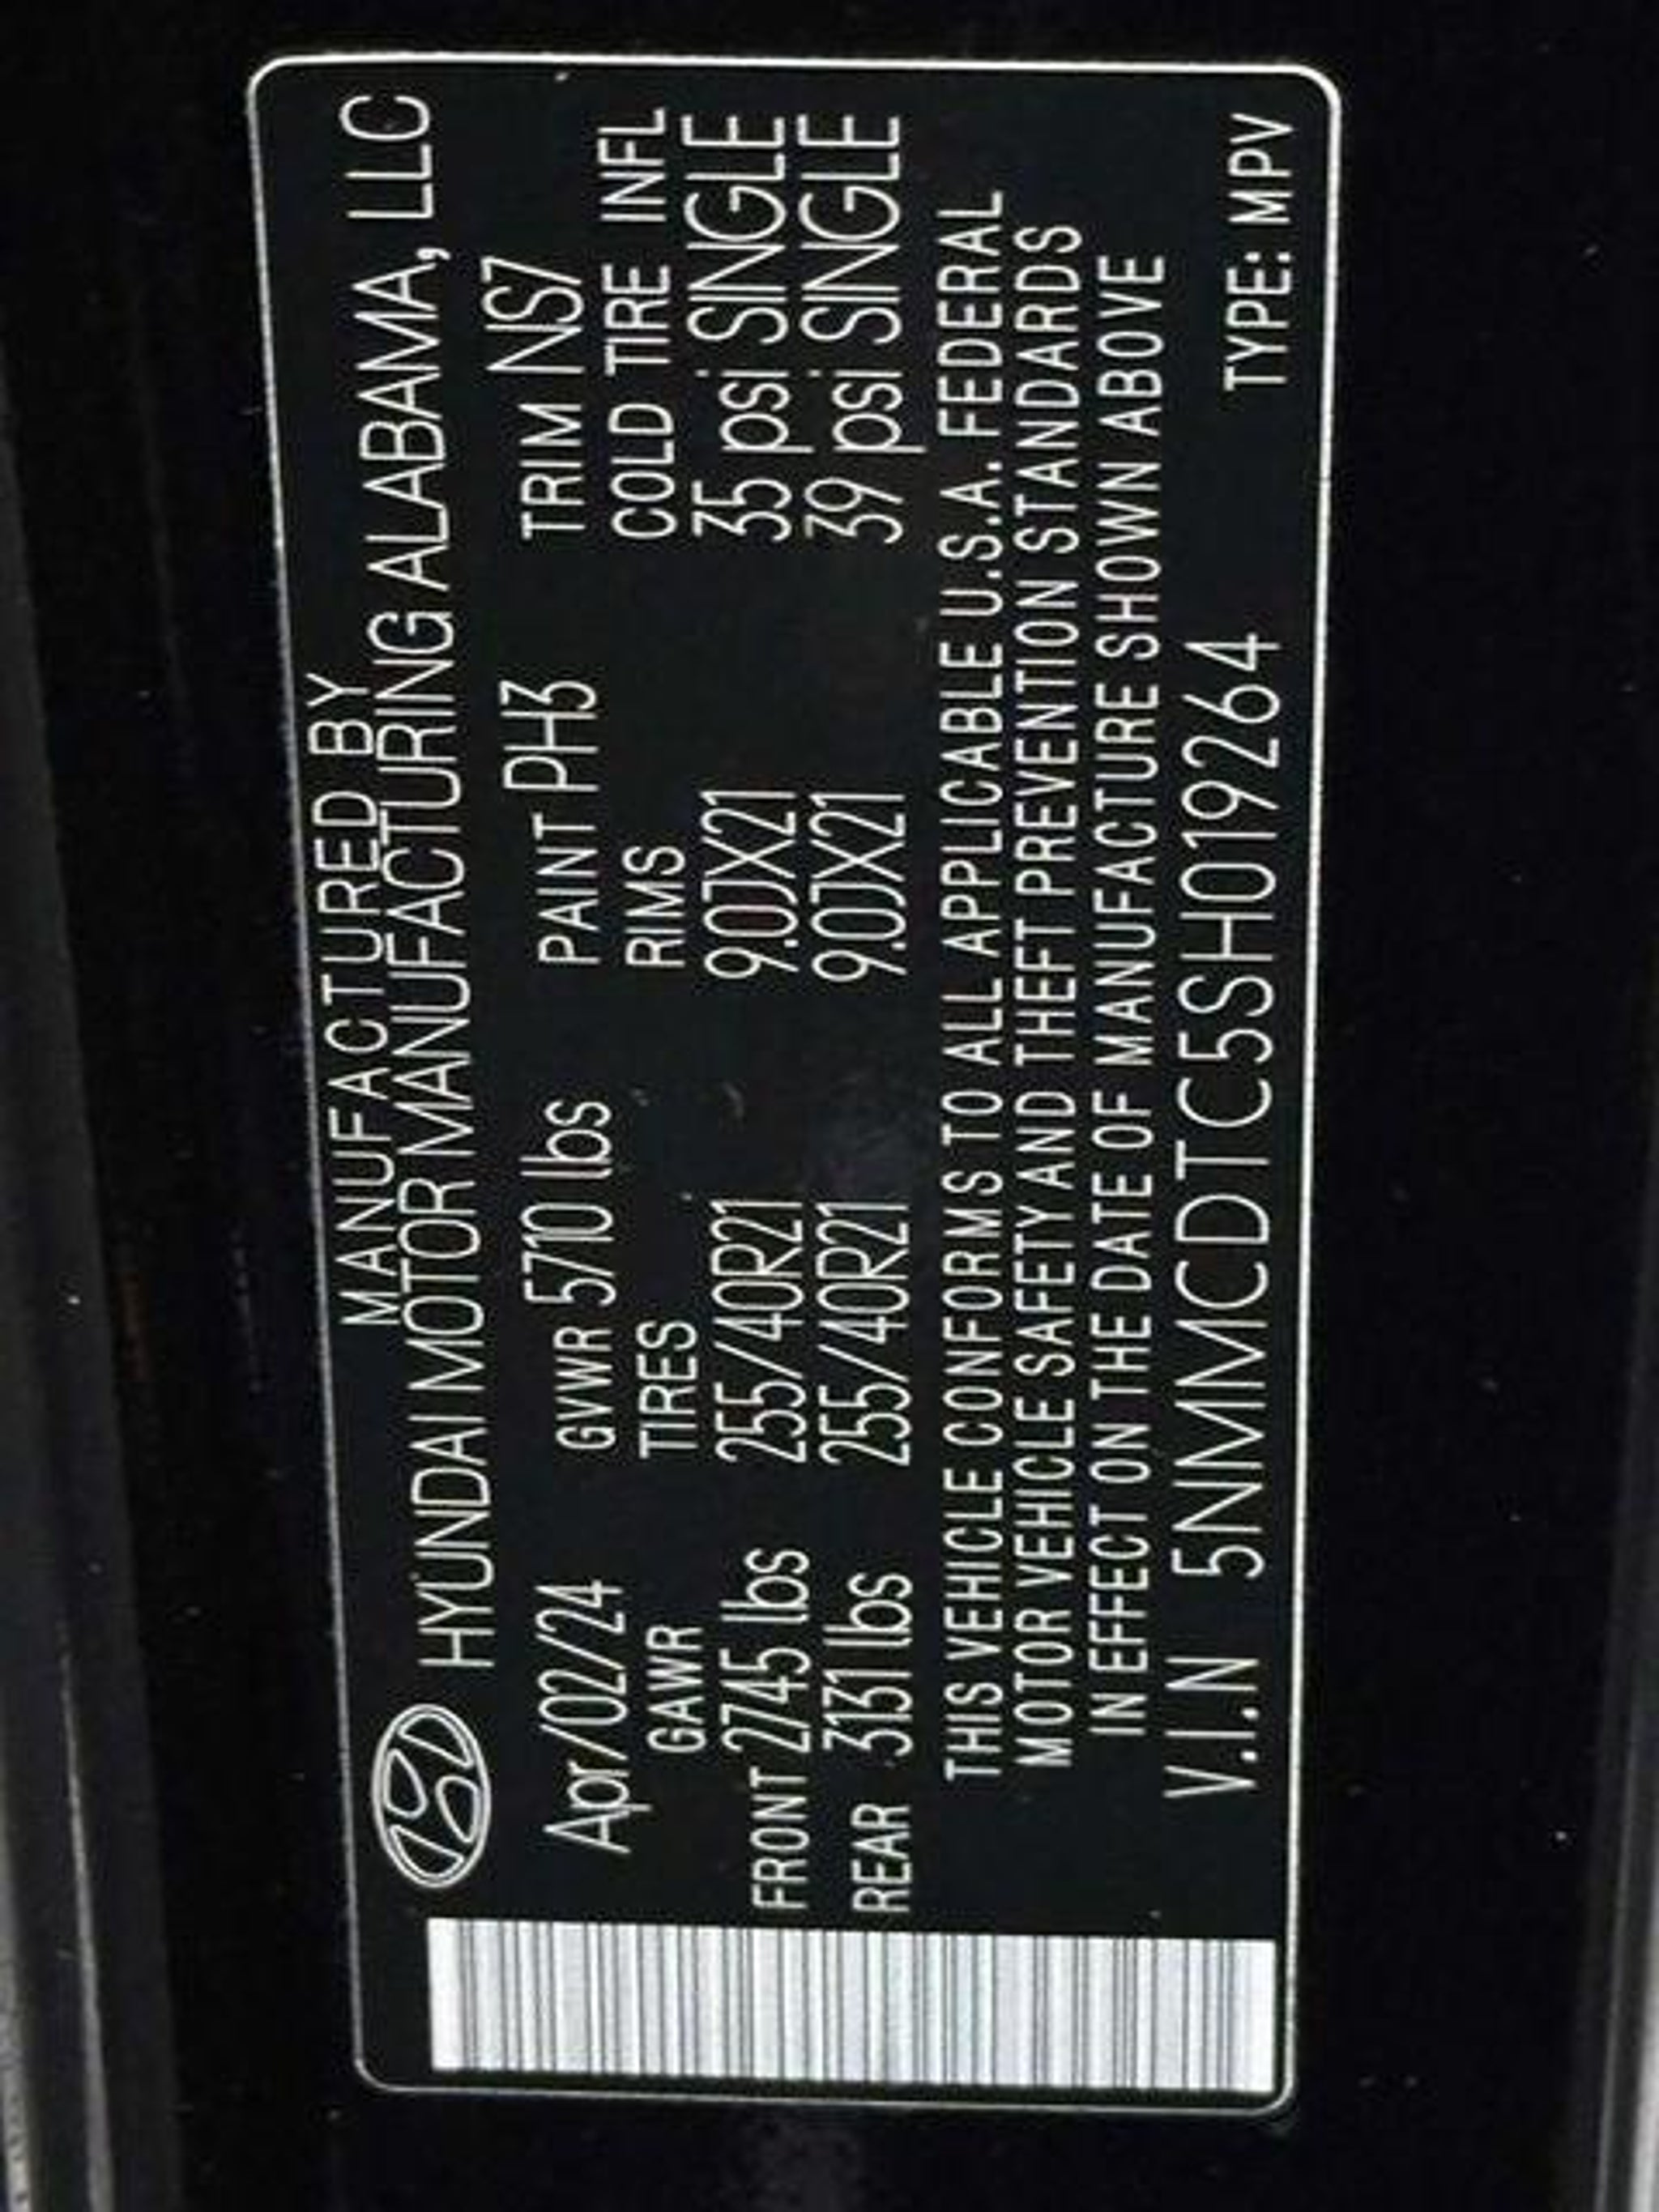 MANUFACTURED BY
HYUNDAI MOTOR MANUFACTURING ALABAMA, LLC
Apr/02/24 GVWR 5710 lbs PAINT PH3 TRIM NS7
GAWR TIRES RIMS COLD TIRE INFL
FRONT 2745 lbs 255/40R21 9.0JX21 35 psi SINGLE
REAR 3131 lbs 255/40R21 9.0JX21 39 psi SINGLE
THIS VEHICLE CONFORMS TO ALL APPLICABLE U.S.A. FEDERAL
MOTOR VEHICLE SAFETY AND THEFT PREVENTION STANDARDS
IN EFFECT ON THE DATE OF MANUFACTURE SHOWN ABOVE
V.I.N 5NMMCDTC5SH019264 TYPE: MPV